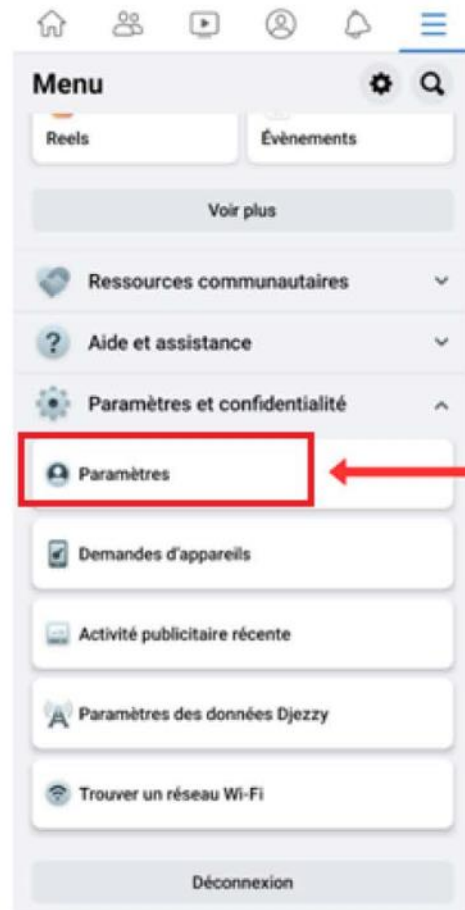 Menu
Reels
Évènements
Voir plus
Ressources communautaires
Aide et assistance
Paramètres et confidentialité
Paramètres
Demandes d'appareils
Activité publicitaire récente
Paramètres des données Djezzy
Trouver un réseau Wi-Fi
Déconnexion